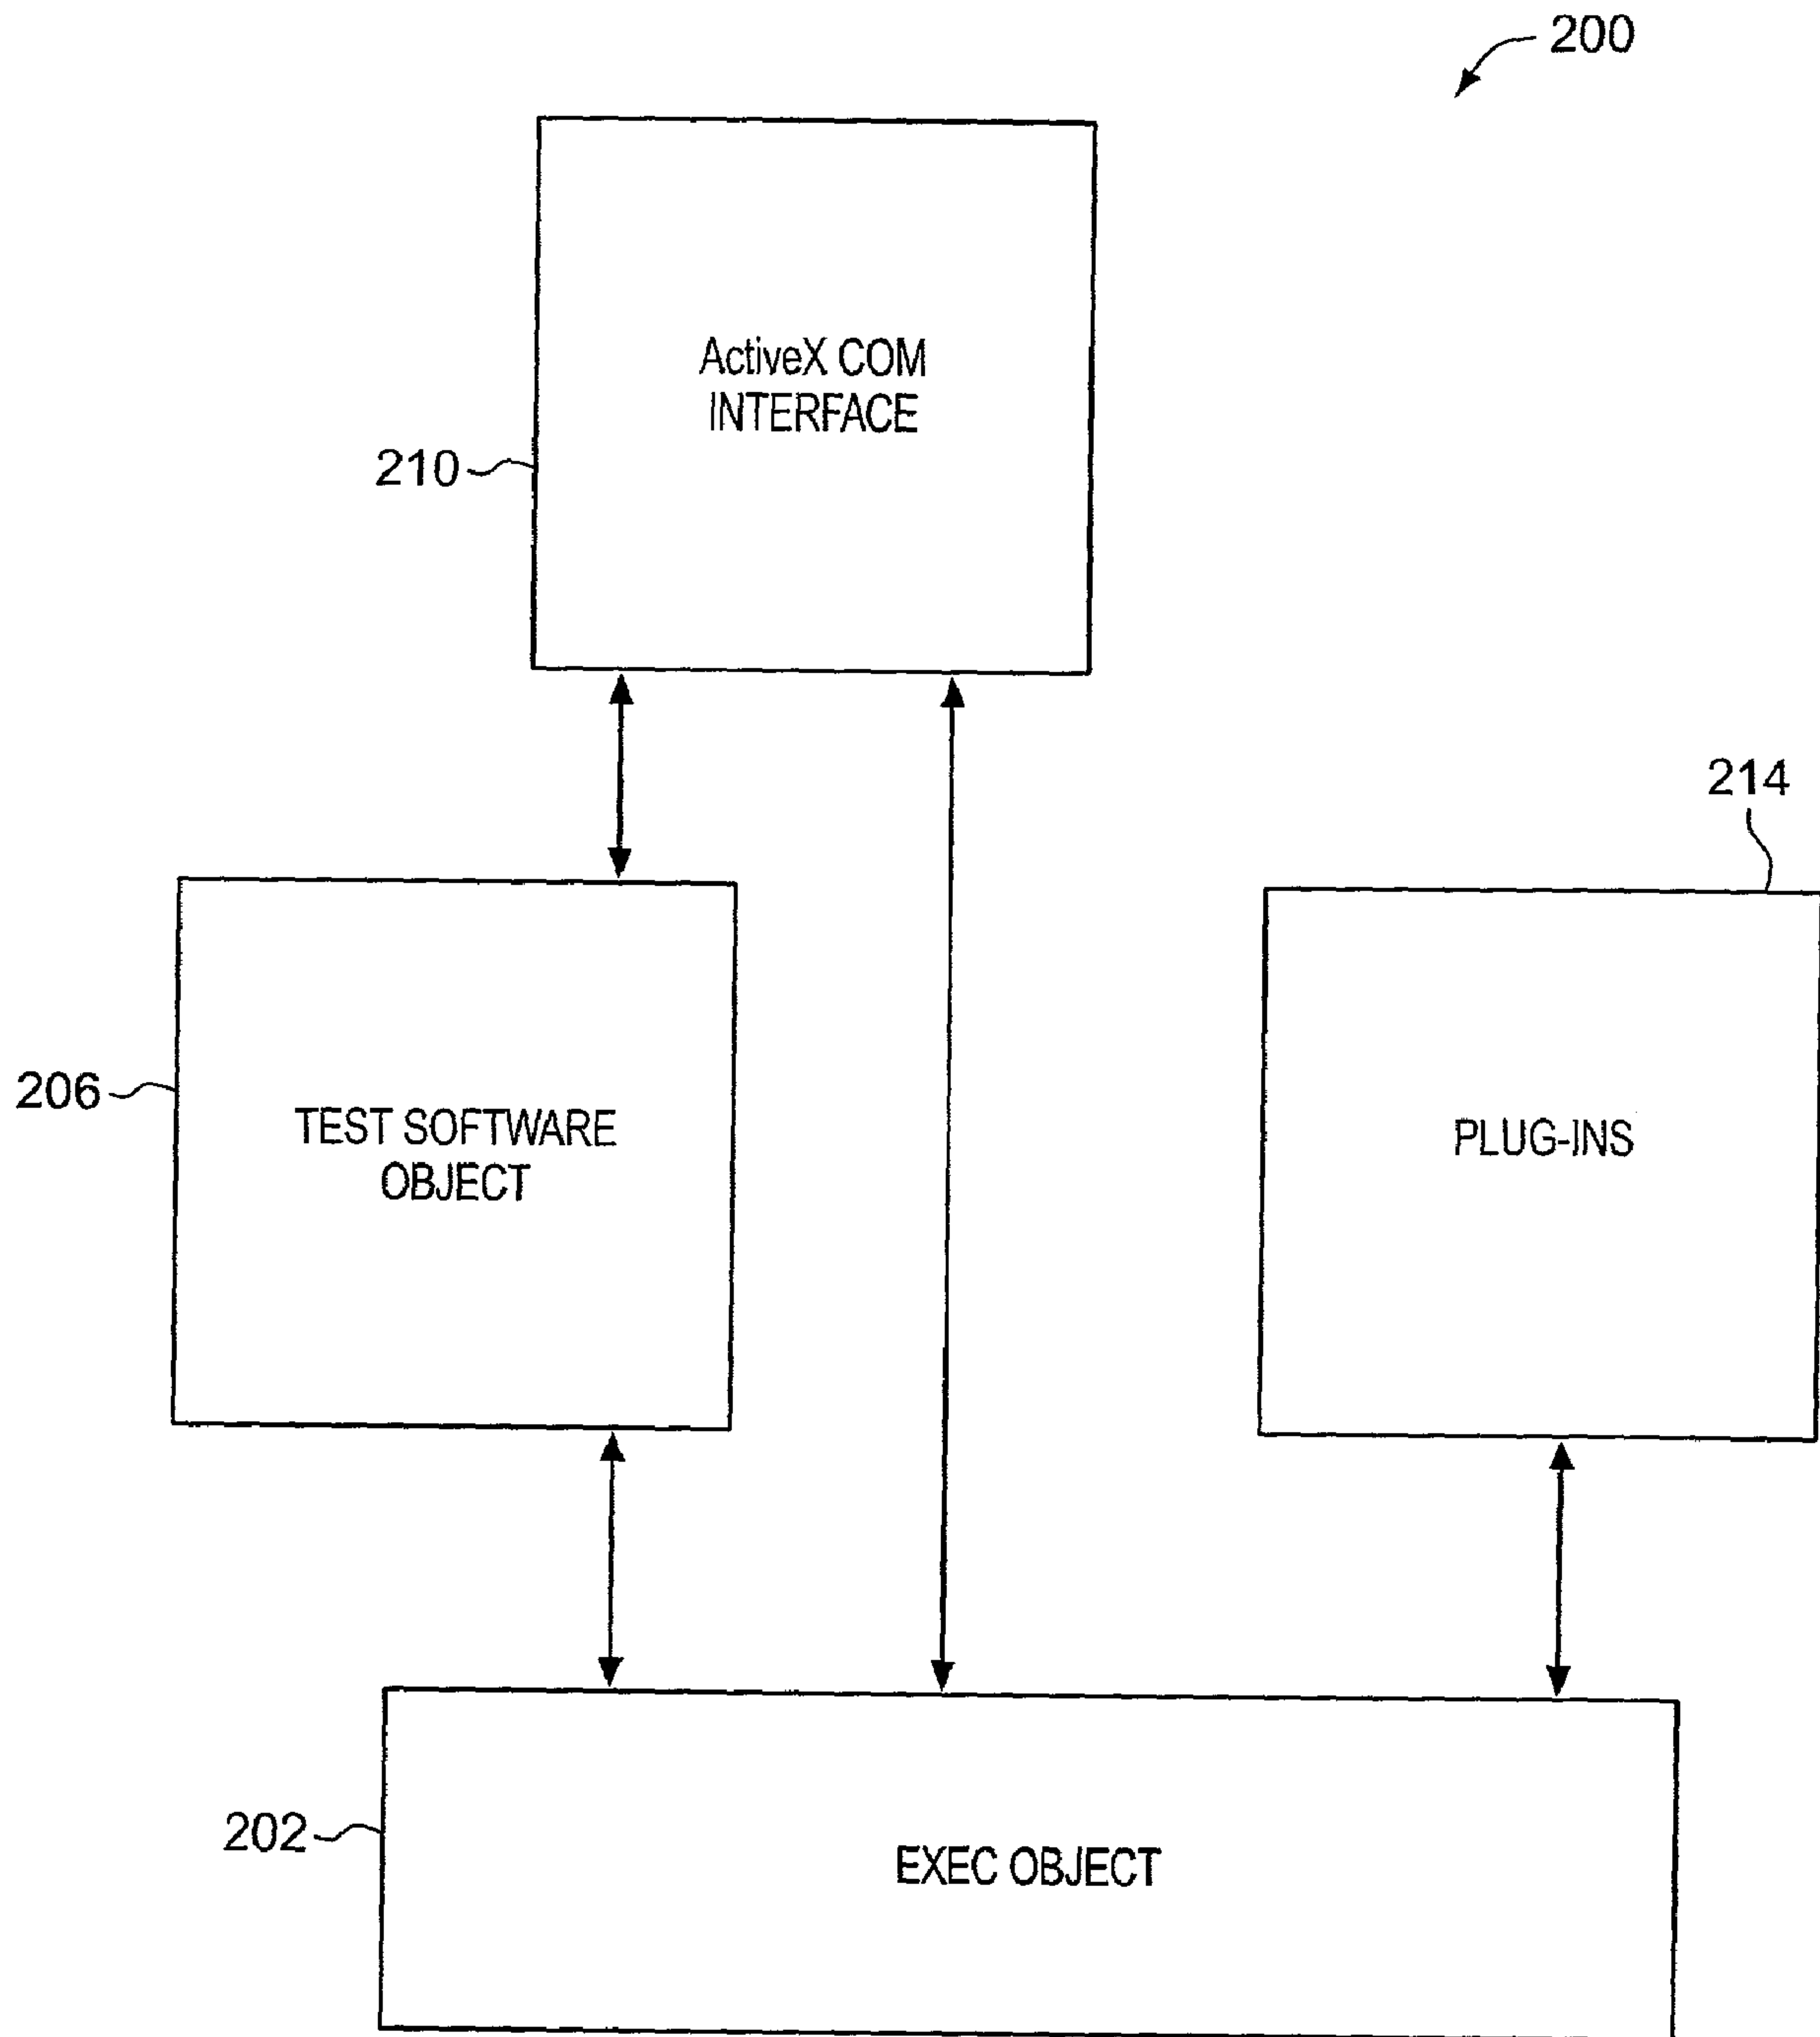 200
ActiveX COM
INTERFACE
210
214
206
TEST SOFTWARE
OBJECT
PLUG-INS
202
EXEC OBJECT